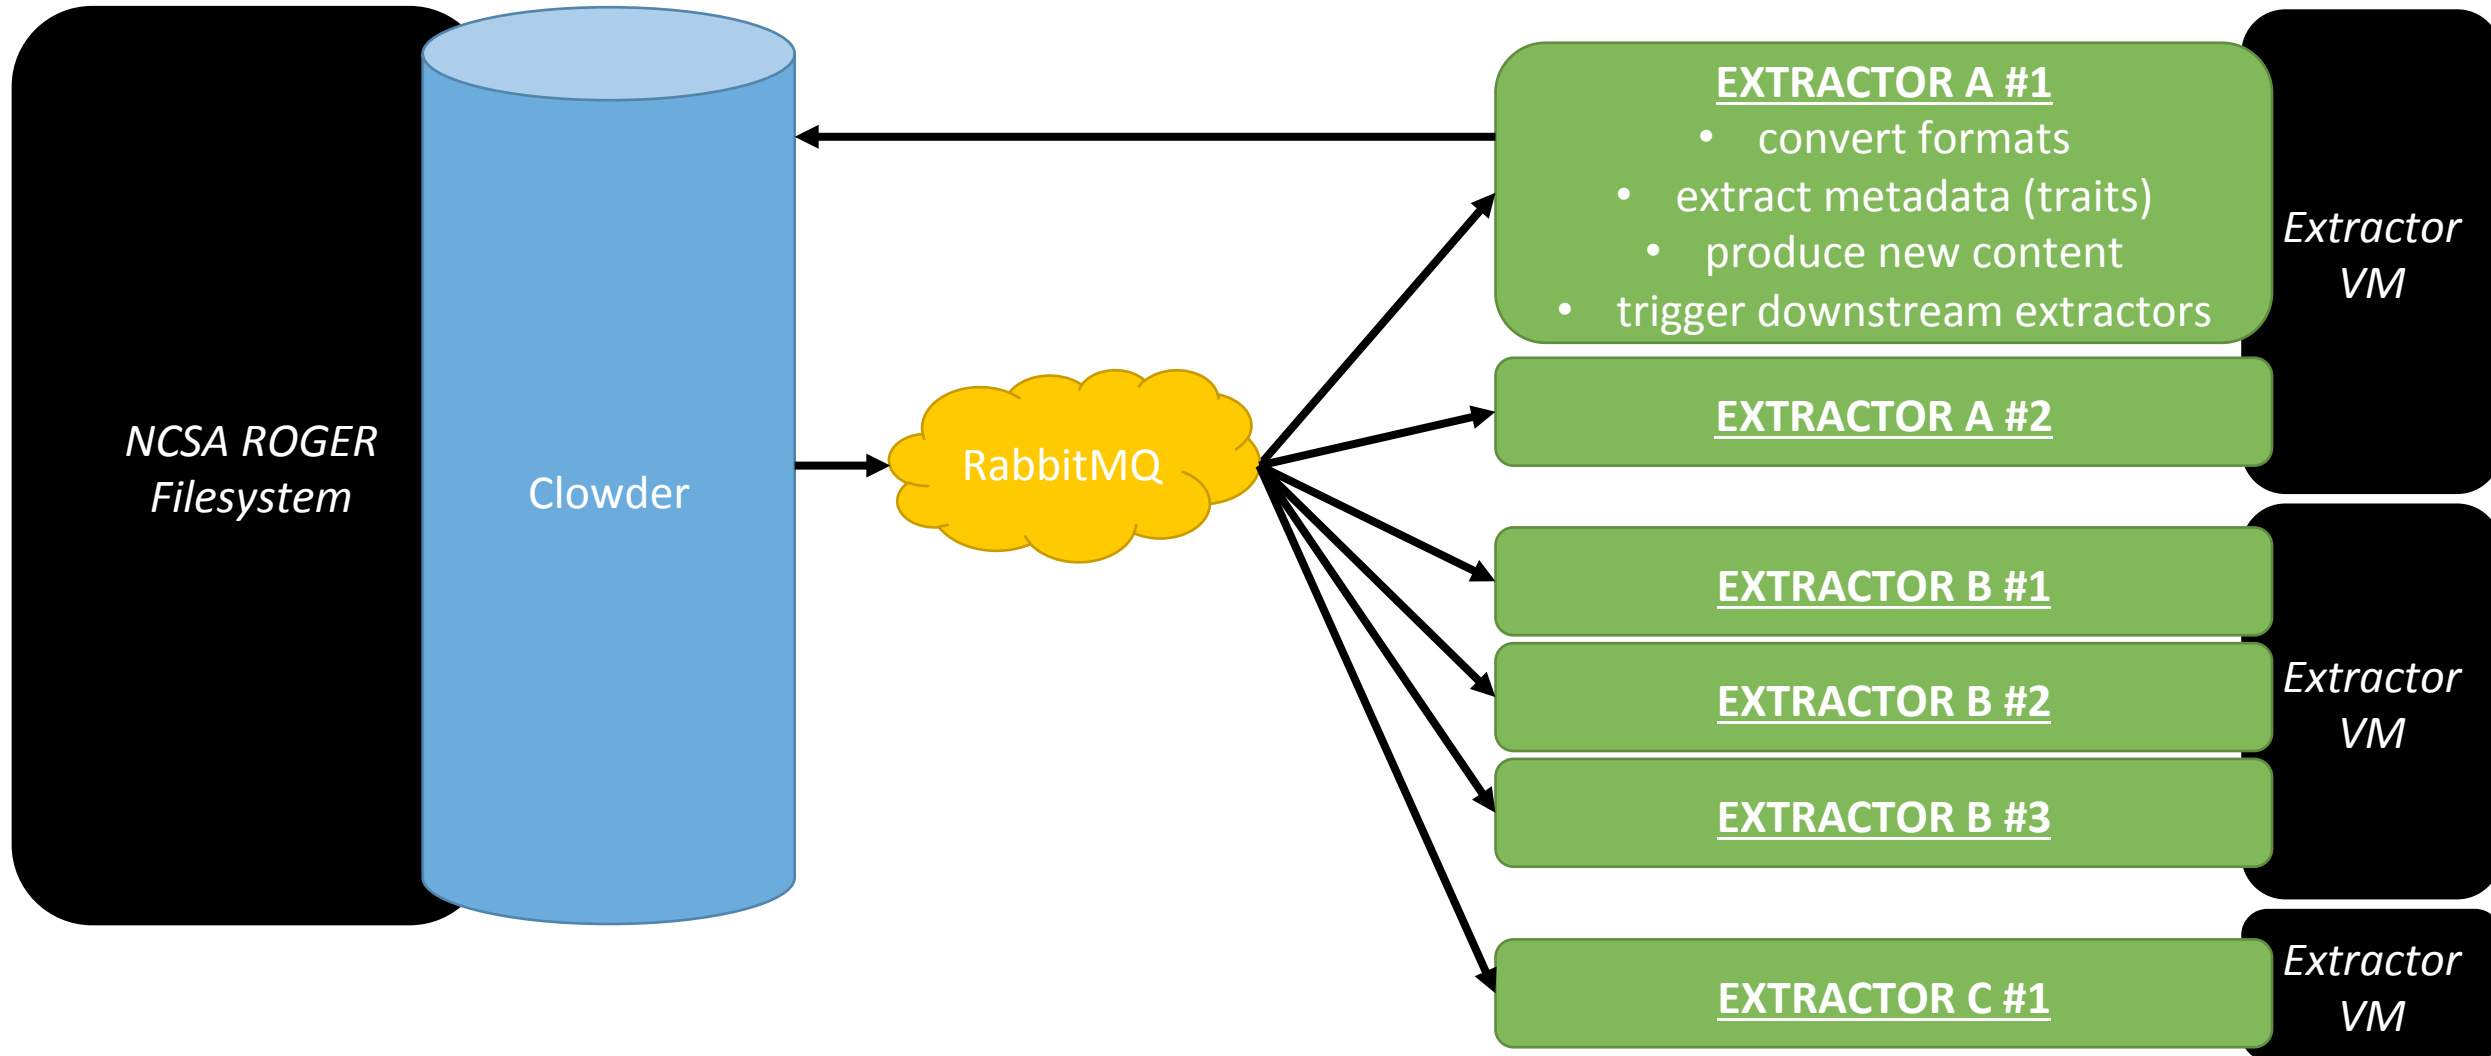 NCSA ROGER
Filesystem
Clowder
RabbitMQ
EXTRACTOR A #1
• convert formats
• extract metadata (traits)
• produce new content
• trigger downstream extractors
EXTRACTOR A #2
Extractor
VM
EXTRACTOR B #1
EXTRACTOR B #2
EXTRACTOR B #3
Extractor
VM
EXTRACTOR C #1
Extractor
VM